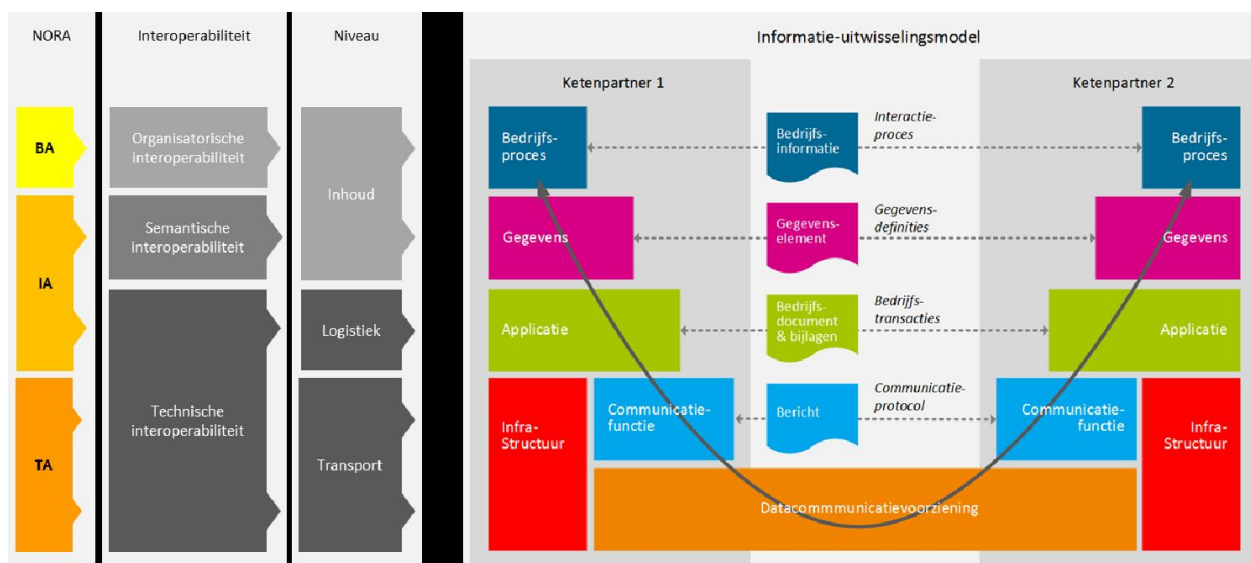 NORA
Interoperabiliteit
Niveau
Informatie-uitwisselingsmodel
Ketenpartner 1
Ketenpartner 2
BA
Organisatorische
interoperabiliteit
Inhoud
Bedrijfs-
proces
Bedrijfs-
informatie
Interactie-
proces
Bedrijfs-
proces
IA
Semantische
interoperabiliteit
Gegevens
Gegevens-
element
Gegevens-
definities
Gegevens
Logistiek
Applicatie
Bedrijfs-
document
& bijlagen
Bedrijfs-
transacties
Applicatie
TA
Technische
interoperabiliteit
Transport
Infra-
Structuur
Communicatie-
functie
Bericht
Communicatie-
protocol
Communicatie-
functie
Infra-
Structuur
Datacommmunicatievoorziening